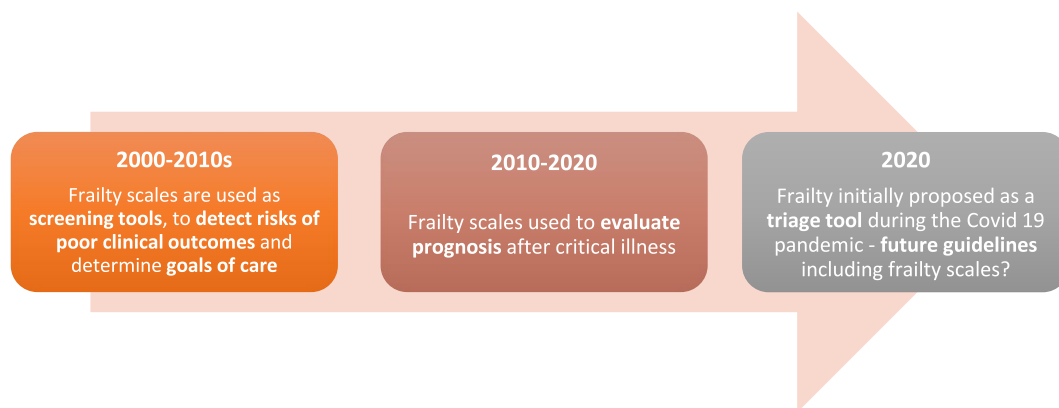 2000-2010s
Frailty scales are used as
screening tools, to detect risks of
poor clinical outcomes and
determine goals of care
2010-2020
Frailty scales used to evaluate
prognosis after critical illness
2020
Frailty initially proposed as a
triage tool during the Covid 19
pandemic - future guidelines
including frailty scales?